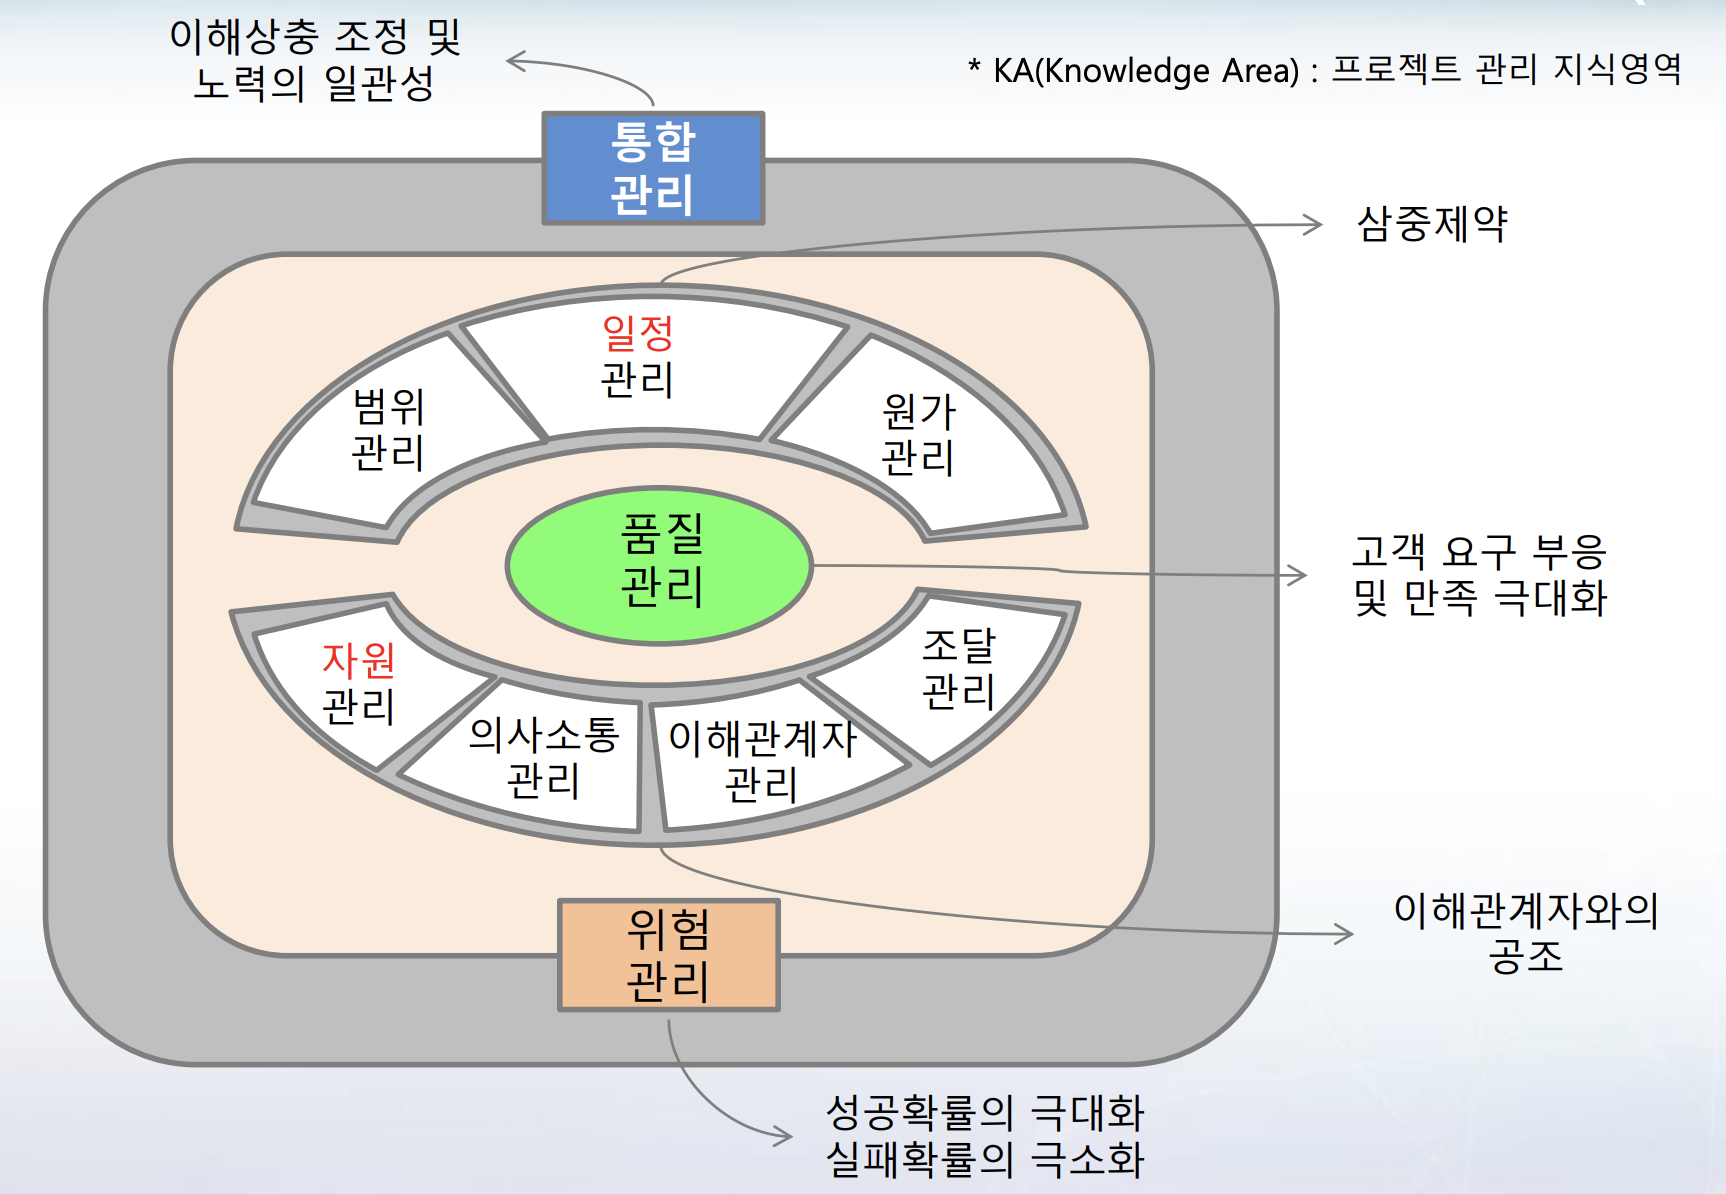 이해상충 조정 및
노력의 일관성
* KA(Knowledge Area) : 프로젝트 관리 지식영역
통합
관리
삼중제약
일정
관리
범위
관리
원가
관리
품질
관리
고객 요구 부응
및 만족 극대화
자원
관리
의사소통
관리
이해관계자
관리
조달
관리
이해관계자와의
공조
위험
관리
성공확률의 극대화
실패확률의 극소화